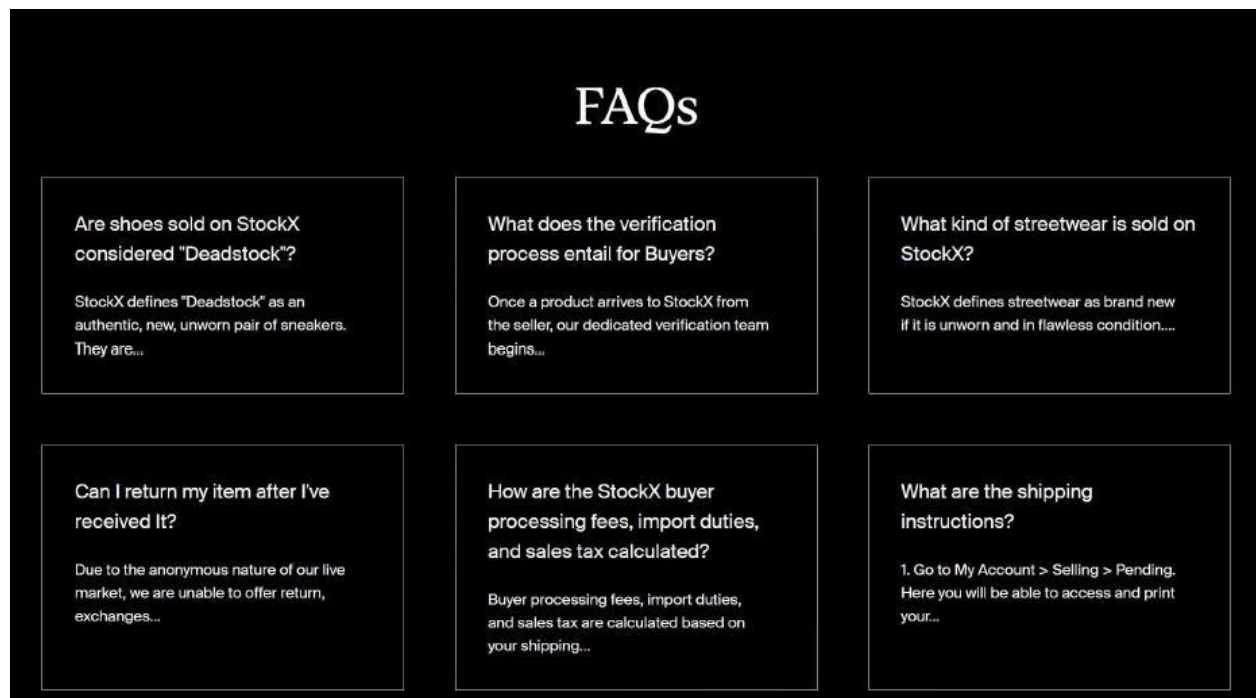 FAQs
Are shoes sold on StockX
considered "Deadstock"?
StockX defines "Deadstock" as an
authentic, new, unworn pair of sneakers.
They are...
What does the verification
process entail for Buyers?
Once a product arrives to StockX from
the seller, our dedicated verification team
begins...
What kind of streetwear is sold on
StockX?
StockX defines streetwear as brand new
if it is unworn and in flawless condition....
Can I return my item after I've
received It?
Due to the anonymous nature of our live
market, we are unable to offer return,
exchanges...
How are the StockX buyer
processing fees, import duties,
and sales tax calculated?
Buyer processing fees, import duties,
and sales tax are calculated based on
your shipping...
What are the shipping
instructions?
1. Go to My Account > Selling > Pending.
Here you will be able to access and print
your...